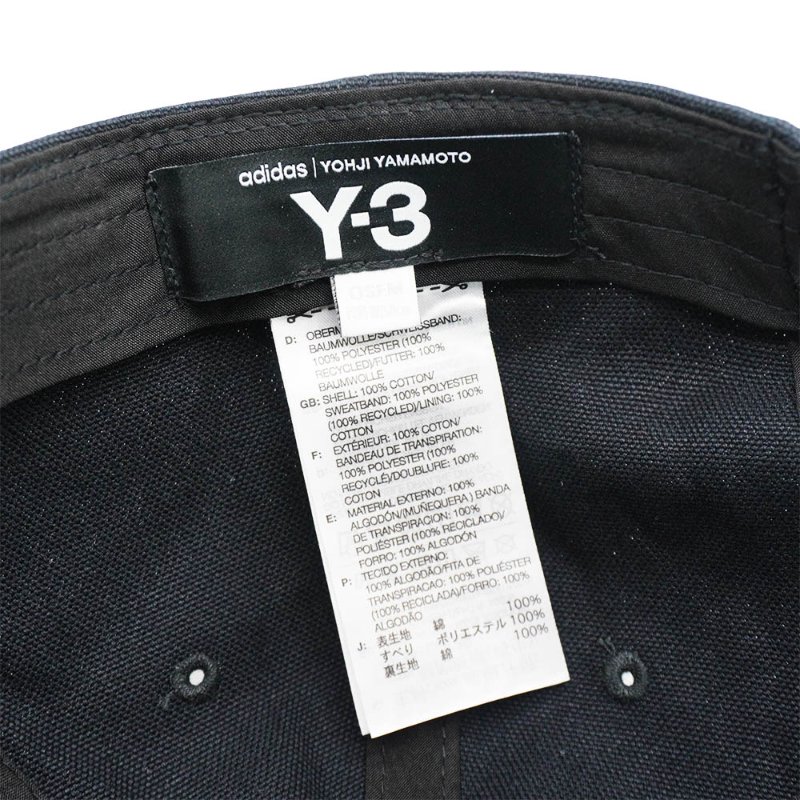 adidas | YOHJI YAMAMOTO
Y-3
OSFM
D: OBERM
BAUMWOLLE/SCHWEISSBAND:
100% POLYESTER (100%
RECYCLED)/FUTTER: 100%
BAUMWOLLE
GB: SHELL: 100% COTTON/
SWEATBAND: 100% POLYESTER
(100% RECYCLED)/LINING: 100%
COTTON
F: EXTÉRIEUR: 100% COTON/
BANDEAU DE TRANSPIRATION:
100% POLYESTER (100%
RECYCLÉ)/DOUBLURE: 100%
COTON
E: MATERIAL EXTERNO: 100%
ALGODÓN/(MUÑEQUERA ) BANDA
DE TRANSPIRACION: 100%
POLIÉSTER (100% RECICLADO)/
FORRO: 100% ALGODÓN
P: TECIDO EXTERNO:
100% ALGODÃO/FITA DE
TRANSPIRACAO: 100% POLIÉSTER
(100% RECICLADA)/FORRO: 100%
ALGODÃO
J: 表生地 綿 100%
すべり ポリエステル 100%
裏生地 綿 100%